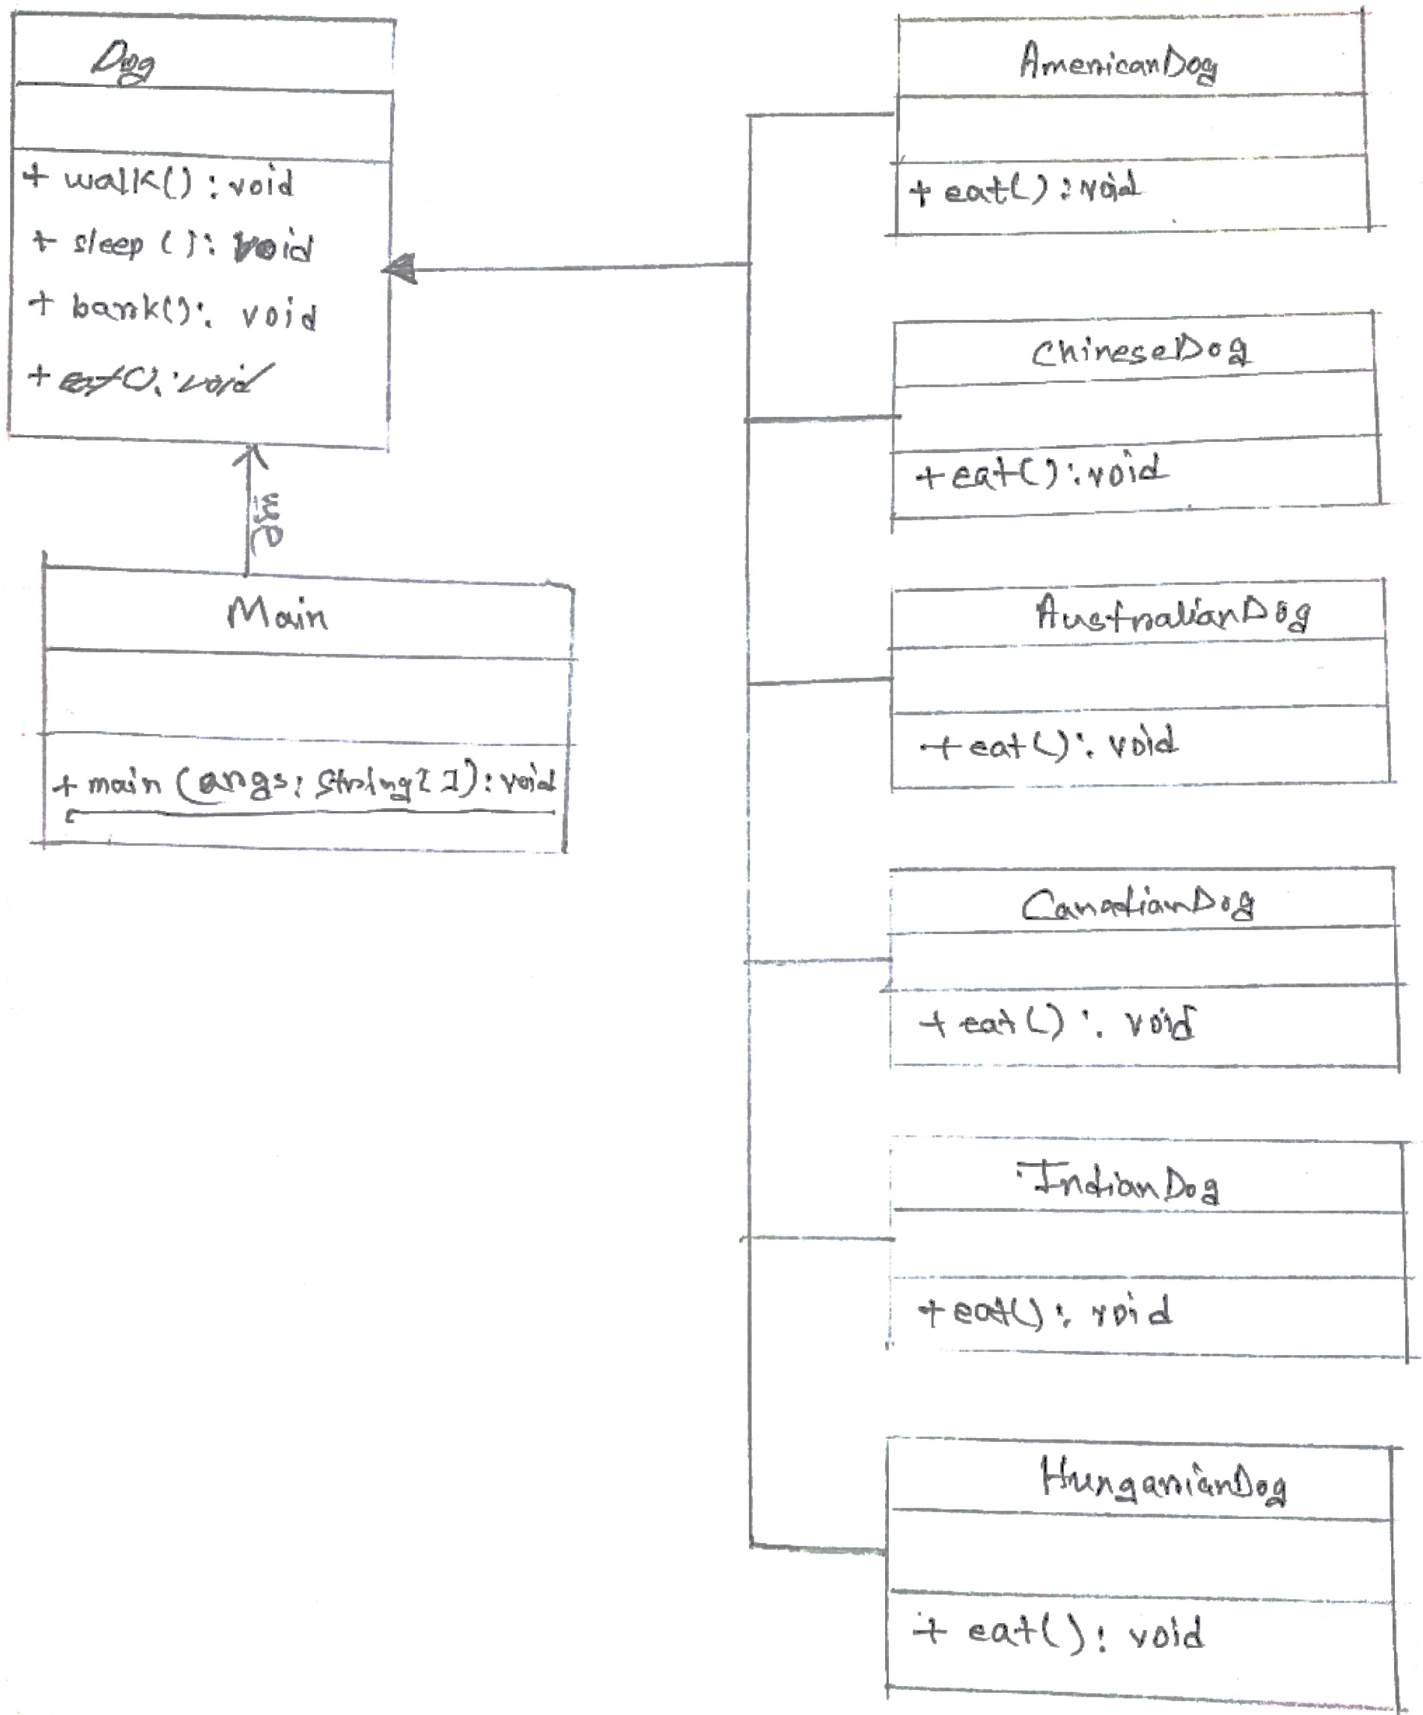 Dog
+ walk() : void
+ sleep () : void
+ bark() : void
+ eat() : void
Main
+ main (args : String[]) : void
AmericanDog
+ eat() : void
ChineseDog
+ eat() : void
AustralianDog
+ eat() : void
CanadianDog
+ eat() : void
IndianDog
+ eat() : void
HungarianDog
+ eat() : void